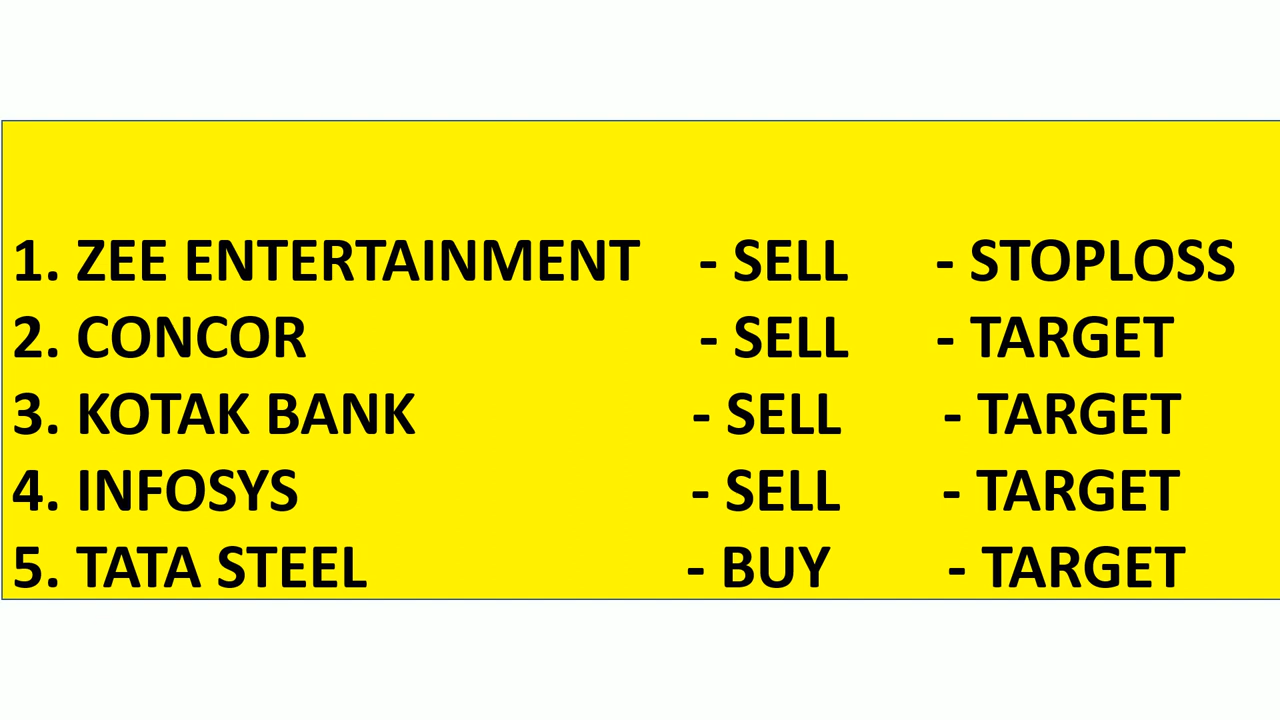 1. ZEE ENTERTAINMENT - SELL - STOPLOSS
2. CONCOR - SELL - TARGET
3. KOTAK BANK - SELL - TARGET
4. INFOSYS - SELL - TARGET
5. TATA STEEL - BUY - TARGET